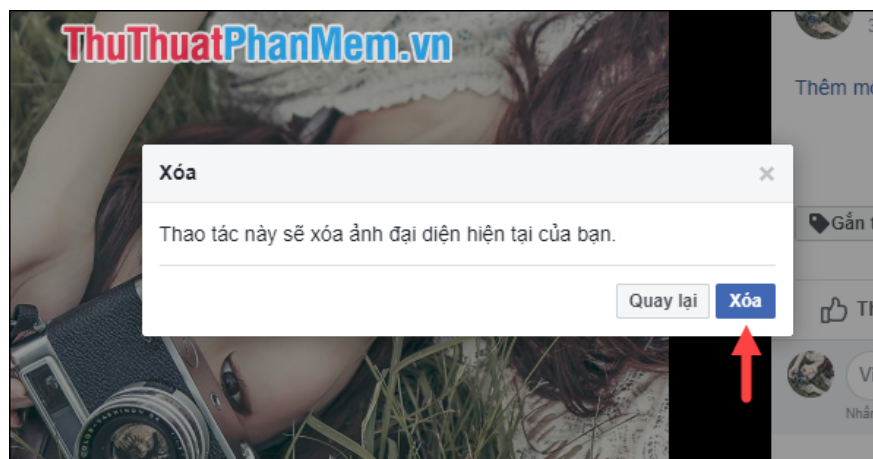 ThuThuatPhanMem.vn
Thêm
Xóa
Thao tác này sẽ xóa ảnh đại diện hiện tại của bạn.
Gắn
Quay lại Xóa